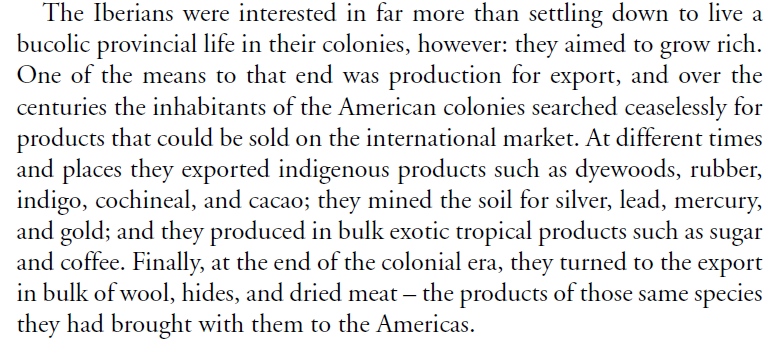 The Iberians were interested in far more than settling down to live a
bucolic provincial life in their colonies, however: they aimed to grow rich.
One of the means to that end was production for export, and over the
centuries the inhabitants of the American colonies searched ceaselessly for
products that could be sold on the international market. At different times
and places they exported indigenous products such as dyewoods, rubber,
indigo, cochineal, and cacao; they mined the soil for silver, lead, mercury,
and gold; and they produced in bulk exotic tropical products such as sugar
and coffee. Finally, at the end of the colonial era, they turned to the export
in bulk of wool, hides, and dried meat – the products of those same species
they had brought with them to the Americas.